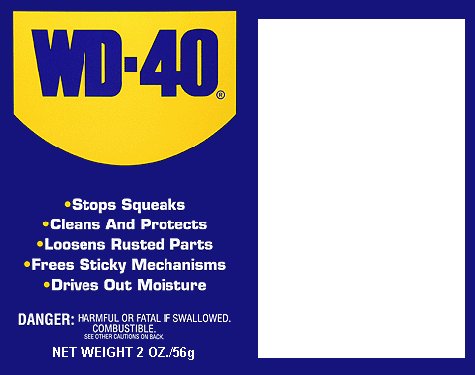 WD-40®
•Stops Squeaks
•Cleans And Protects
•Loosens Rusted Parts
•Frees Sticky Mechanisms
•Drives Out Moisture
DANGER: HARMFUL OR FATAL IF SWALLOWED.
COMBUSTIBLE.
SEE OTHER CAUTIONS ON BACK.
NET WEIGHT 2 OZ./56g